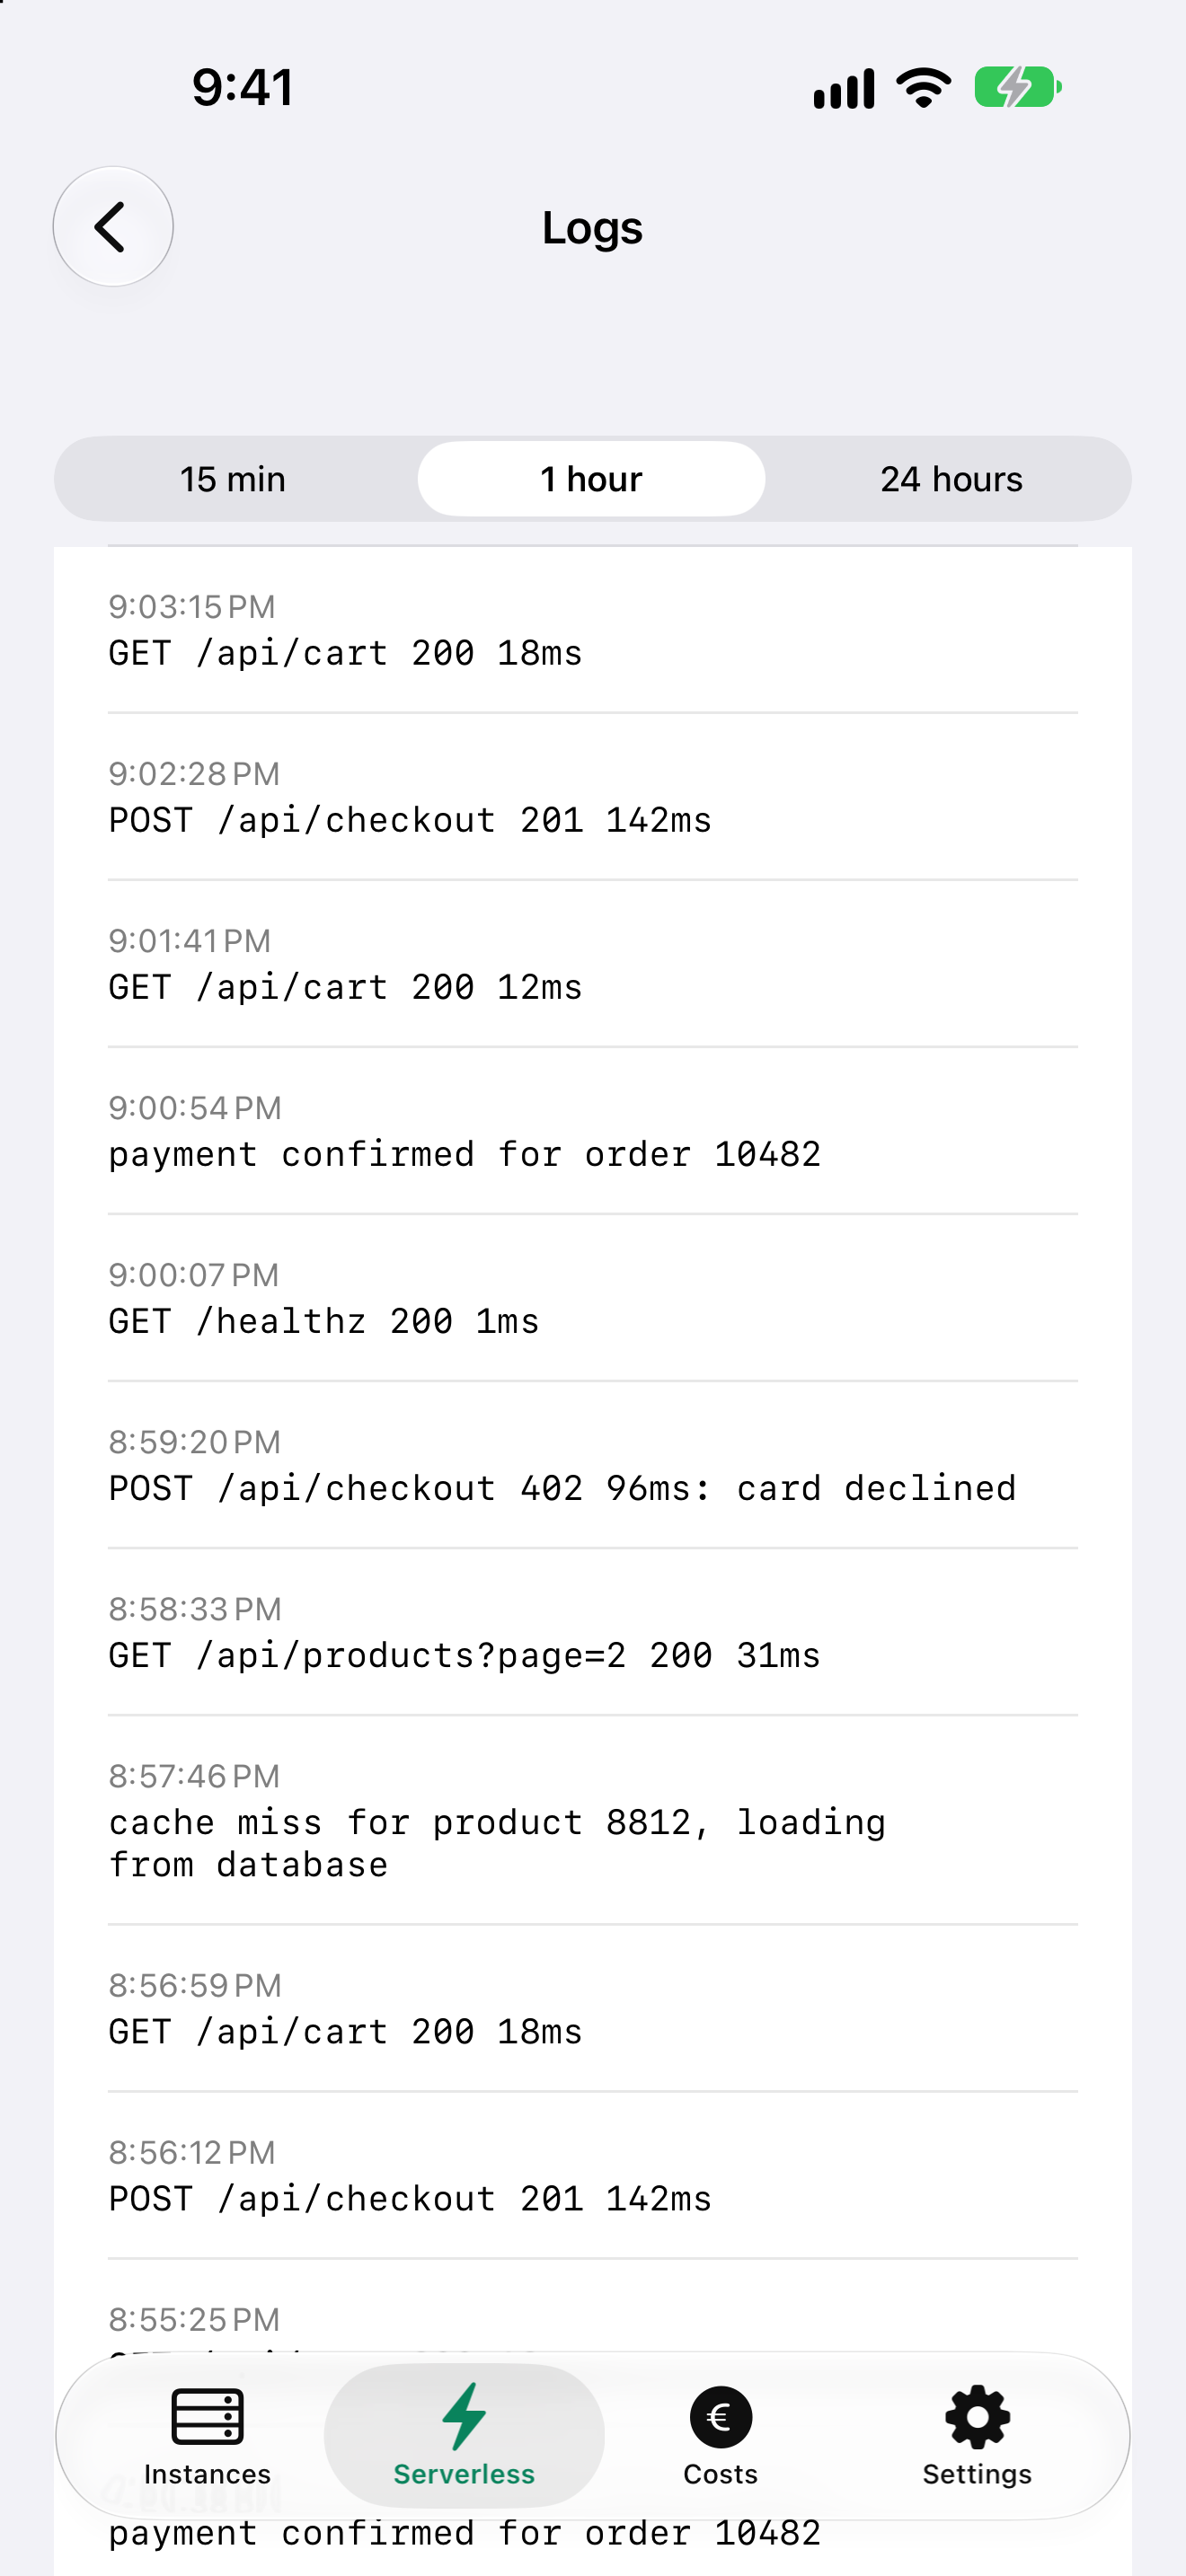 9:41
Logs
15 min
1 hour
24 hours
9:03:15 PM
GET /api/cart 200 18ms
9:02:28 PM
POST /api/checkout 201 142ms
9:01:41 PM
GET /api/cart 200 12ms
9:00:54 PM
payment confirmed for order 10482
9:00:07 PM
GET /healthz 200 1ms
8:59:20 PM
POST /api/checkout 402 96ms: card declined
8:58:33 PM
GET /api/products?page=2 200 31ms
8:57:46 PM
cache miss for product 8812, loading
from database
8:56:59 PM
GET /api/cart 200 18ms
8:56:12 PM
POST /api/checkout 201 142ms
8:55:25 PM
Instances
Serverless
€
Costs
Settings
payment confirmed for order 10482